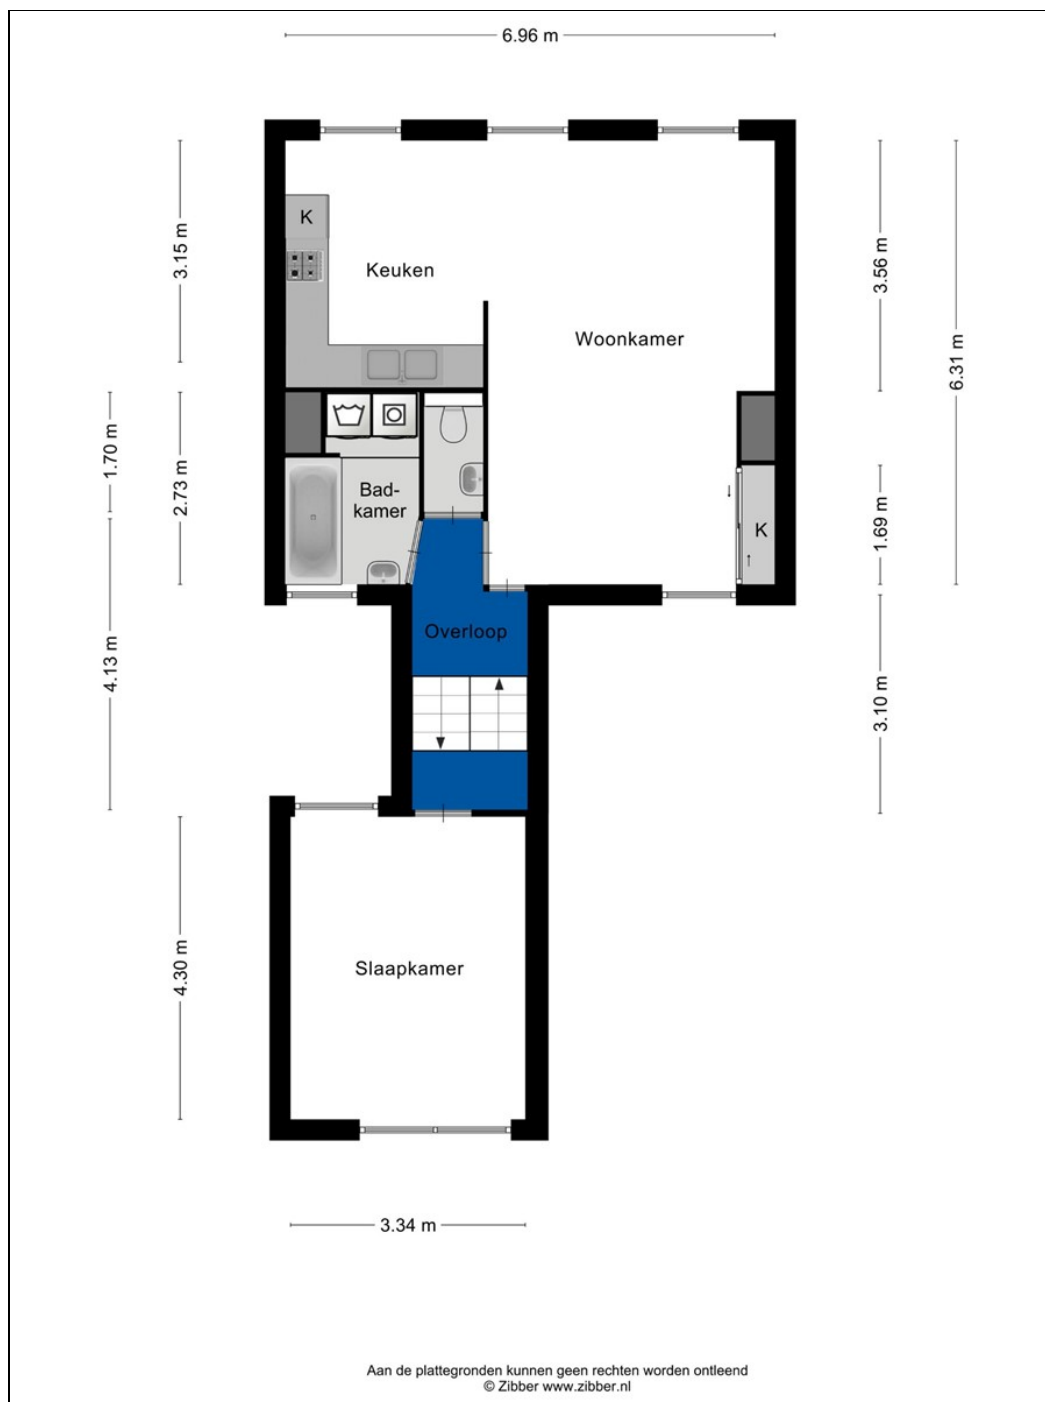 6.96 m
3.15 m
K
Keuken
Woonkamer
3.56 m
6.31 m
1.70 m
2.73 m
Bad-
kamer
K
1.69 m
4.13 m
Overloop
3.10 m
4.30 m
Slaapkamer
3.34 m
Aan de plattegronden kunnen geen rechten worden ontleend
© Zibber www.zibber.nl